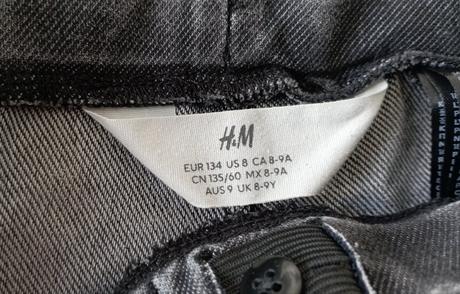 H&M
EUR 134 US 8 CA 8-9A
CN 135/60 MX 8-9A
AUS 9 UK 8-9Y